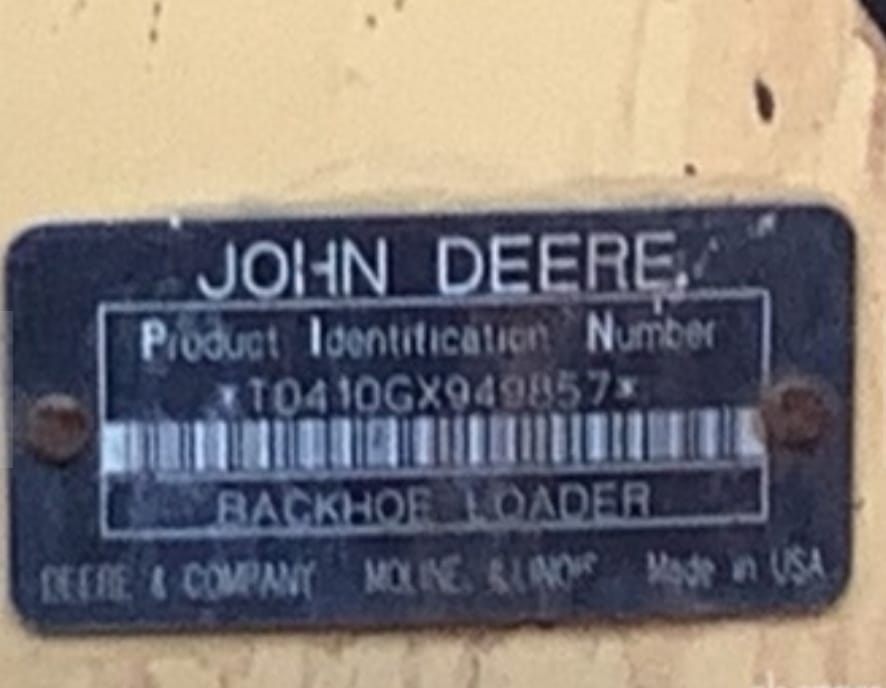 JOHN DEERE
Product Identification Number
*T0410GX949857*
BACKHOE LOADER
DEERE & COMPANY MOLINE, ILLINOIS Made in USA